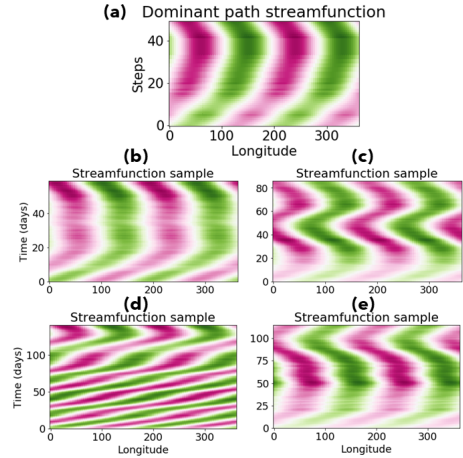 (a) Dominant path streamfunction
40
20
0
Steps
0 100 200 300
Longitude
(b) (c)
Streamfunction sample Streamfunction sample
40
20
0
Time (days)
0 100 200 300
80
60
40
20
0
0 100 200 300
(d) (e)
Streamfunction sample Streamfunction sample
100
50
0
Time (days)
0 100 200 300
Longitude
100
75
50
25
0
0 100 200 300
Longitude